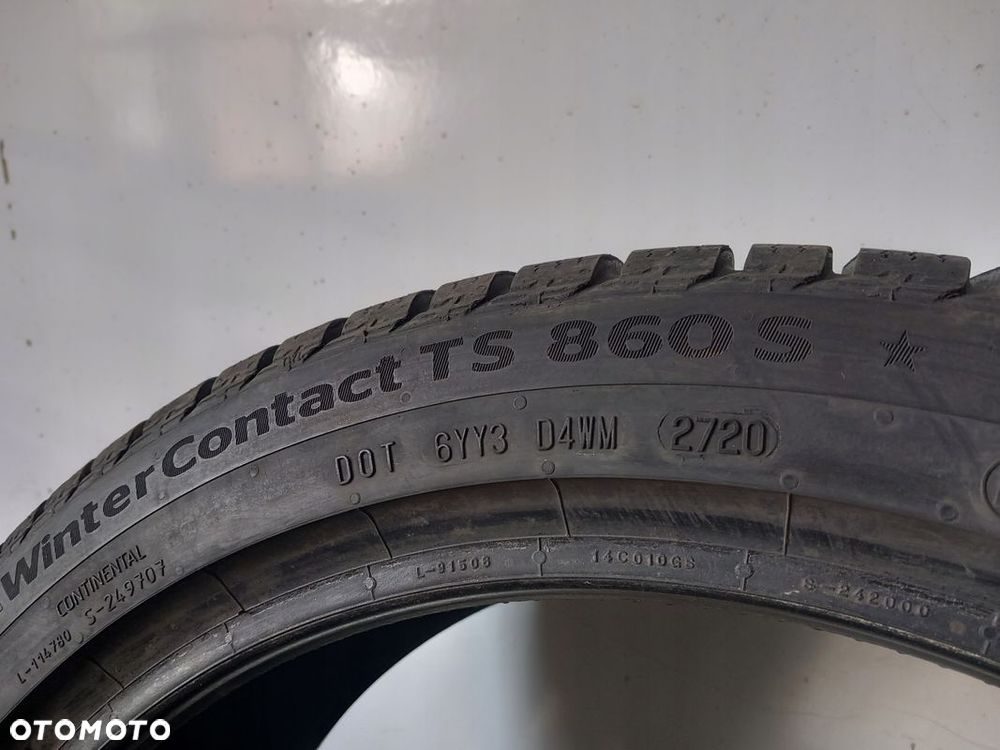 WinterContact TS 860 S ★
DOT 6YY3 D4WM 2720
CONTINENTAL
S-249707
L-114780
L-91508
14C010GS
S-242000
OTOMOTO